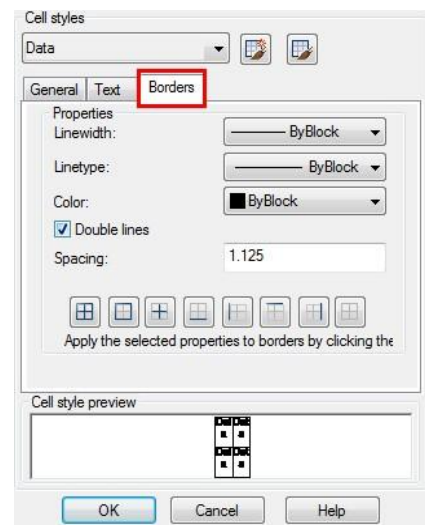 Cell styles
Data
General Text Borders
Properties
Linewidth: ByBlock
Linetype: ByBlock
Color: ByBlock
Double lines
Spacing: 1.125
Apply the selected properties to borders by clicking the
Cell style preview
OK Cancel Help